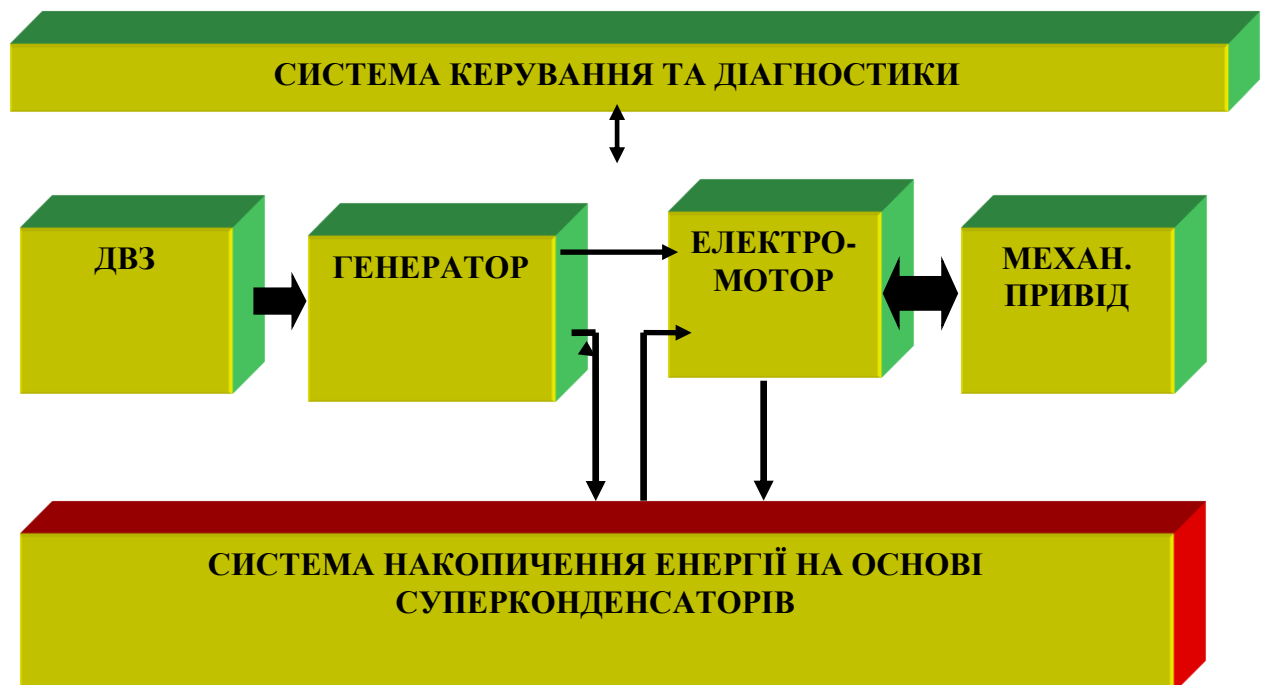 СИСТЕМА КЕРУВАННЯ ТА ДІАГНОСТИКИ
ДВЗ
ГЕНЕРАТОР
ЕЛЕКТРО-
МОТОР
МЕХАН.
ПРИВІД
СИСТЕМА НАКОПИЧЕННЯ ЕНЕРГІЇ НА ОСНОВІ
СУПЕРКОНДЕНСАТОРІВ